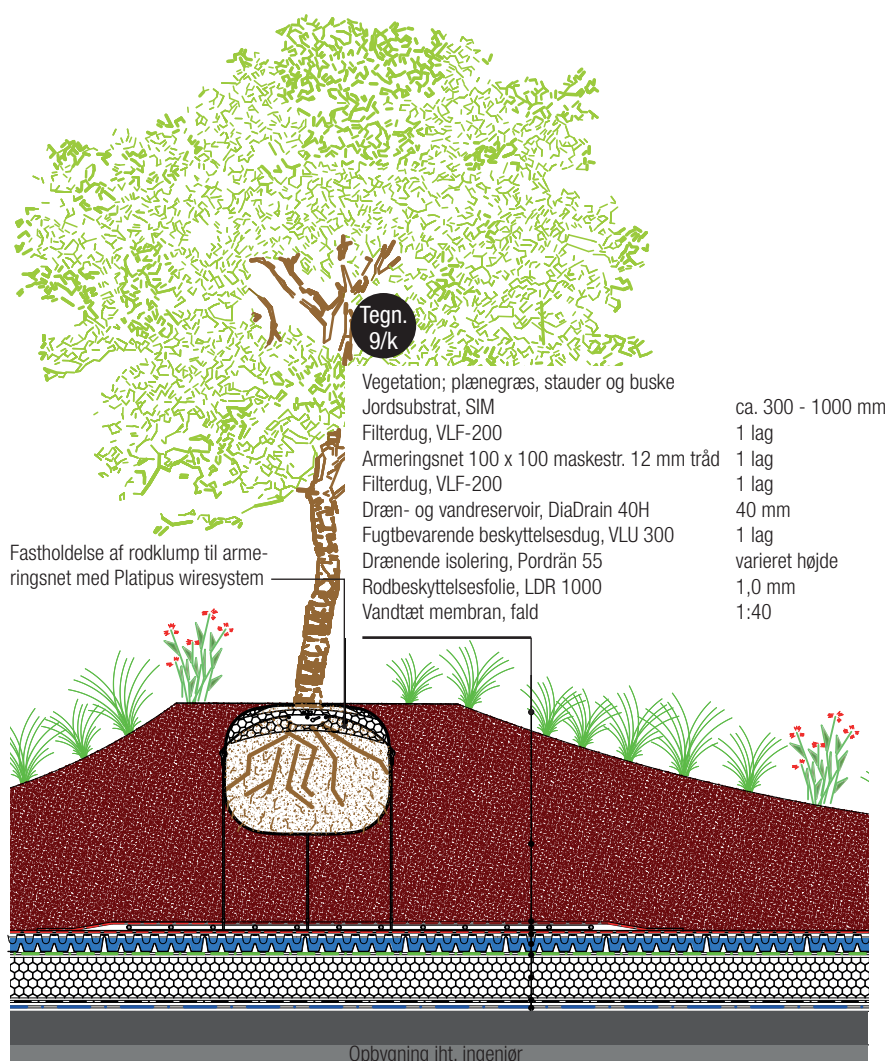 Tegn.
9/k
Vegetation; plænegræs, stauder og buske
Jordsubstrat, SIM ca. 300 - 1000 mm
Filterdug, VLF-200 1 lag
Armeringsnet 100 x 100 maskestr. 12 mm tråd 1 lag
Filterdug, VLF-200 1 lag
Dræn- og vandreservoir, DiaDrain 40H 40 mm
Fugtbevarende beskyttelsesdug, VLU 300 1 lag
Drænende isolering, Pordrän 55 varieret højde
Rodbeskyttelsesfolie, LDR 1000 1,0 mm
Vandtæt membran, fald 1:40
Fastholdelse af rodklump til arme-
ringsnet med Platipus wiresystem
Opbygning iht. ingeniør